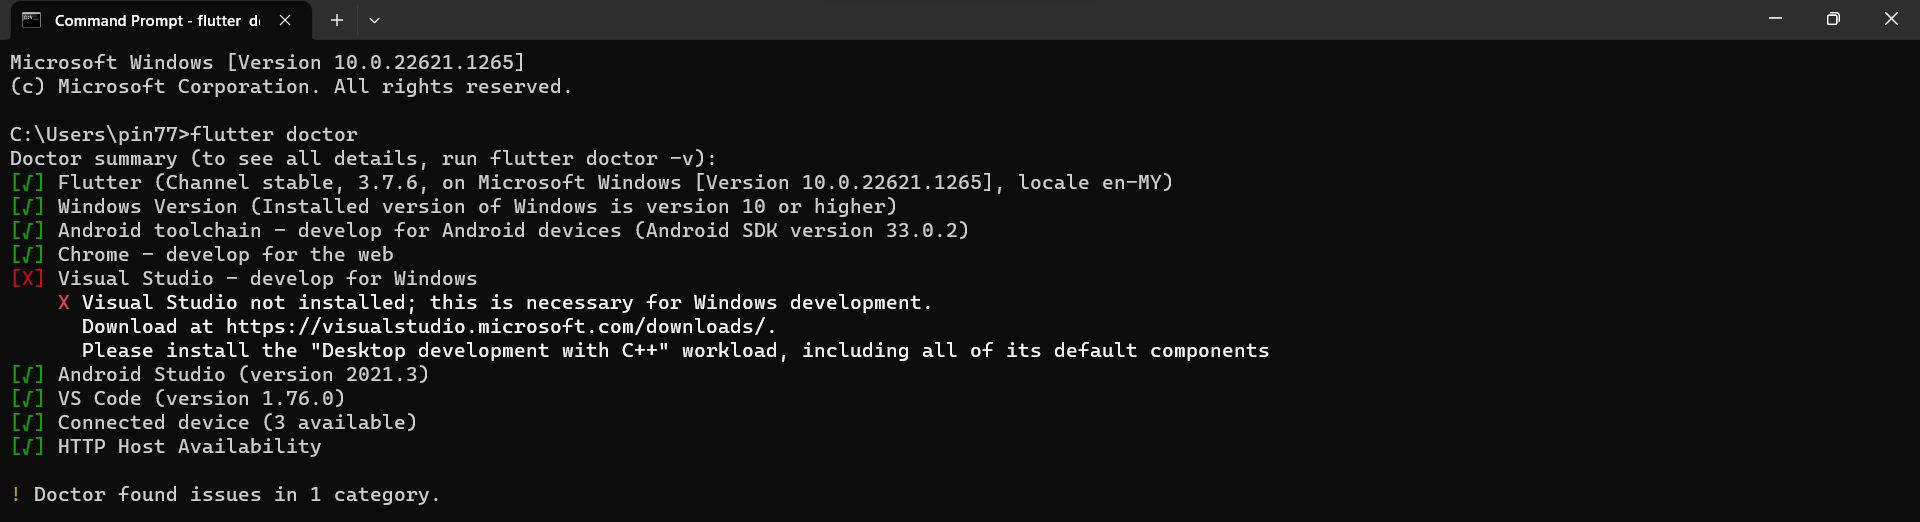 Command Prompt - flutter d
Microsoft Windows [Version 10.0.22621.1265]
(c) Microsoft Corporation. All rights reserved.
C:\Users\pin77>flutter doctor
Doctor summary (to see all details, run flutter doctor -v):
[√] Flutter (Channel stable, 3.7.6, on Microsoft Windows [Version 10.0.22621.1265], locale en-MY)
[√] Windows Version (Installed version of Windows is version 10 or higher)
[√] Android toolchain - develop for Android devices (Android SDK version 33.0.2)
[√] Chrome - develop for the web
[X] Visual Studio - develop for Windows
X Visual Studio not installed; this is necessary for Windows development.
Download at https://visualstudio.microsoft.com/downloads/.
Please install the "Desktop development with C++" workload, including all of its default components
[√] Android Studio (version 2021.3)
[√] VS Code (version 1.76.0)
[√] Connected device (3 available)
[√] HTTP Host Availability
! Doctor found issues in 1 category.